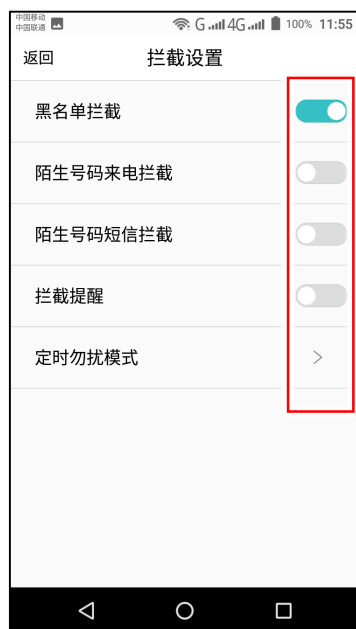 中国移动
中国联通 G 4G 100% 11:55
返回 拦截设置
黑名单拦截
陌生号码来电拦截
陌生号码短信拦截
拦截提醒
定时勿扰模式